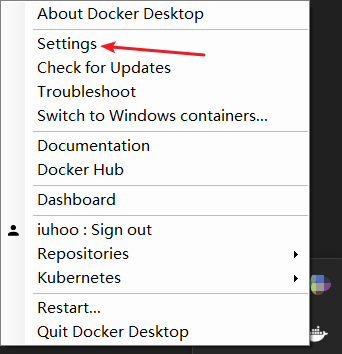 About Docker Desktop
Settings
Check for Updates
Troubleshoot
Switch to Windows containers...
Documentation
Docker Hub
Dashboard
iuhoo : Sign out
Repositories
Kubernetes
Restart...
Quit Docker Desktop